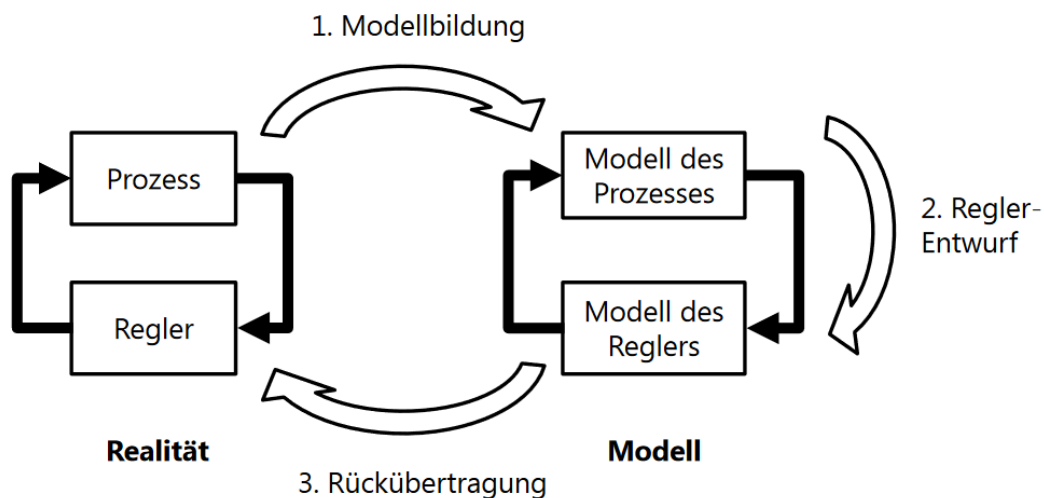 1. Modellbildung
Prozess
Modell des
Prozesses
2. Regler-
Entwurf
Regler
Modell des
Reglers
Realität
Modell
3. Rückübertragung